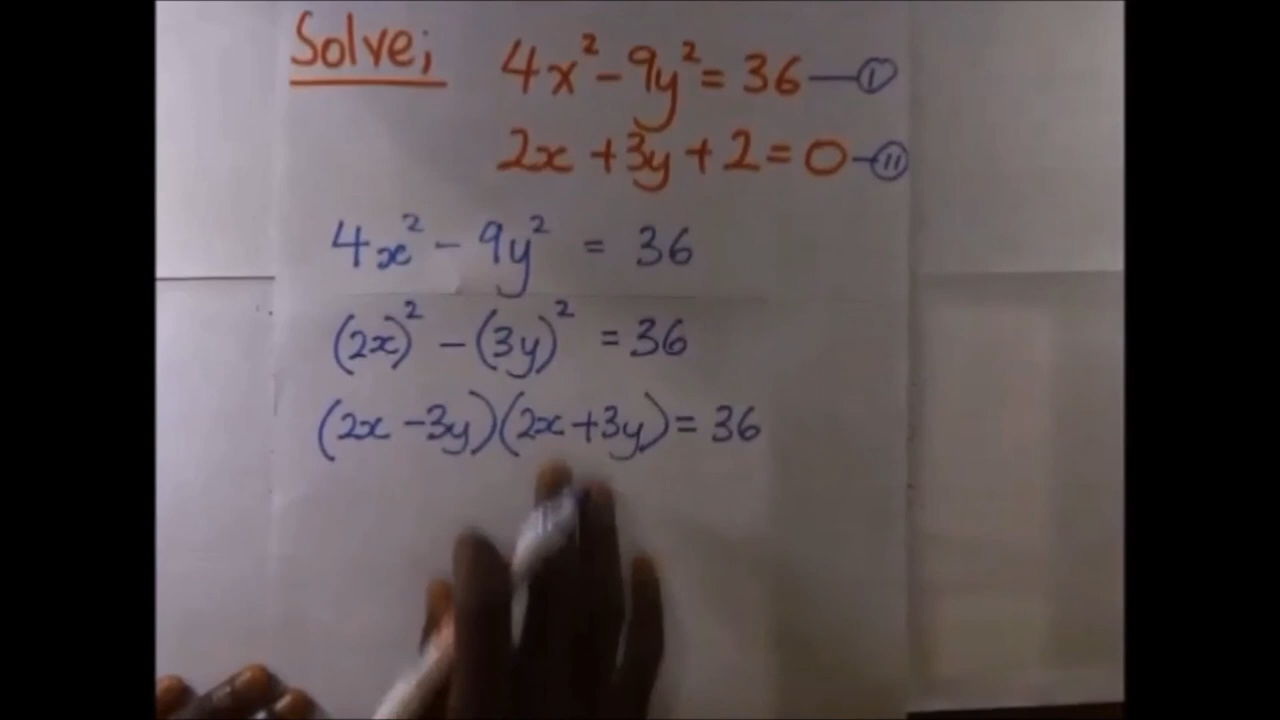 Solve; 4x² - 9y² = 36 —(I)
2x + 3y + 2 = 0 —(II)
4x² - 9y² = 36
(2x)² - (3y)² = 36
(2x - 3y)(2x + 3y) = 36